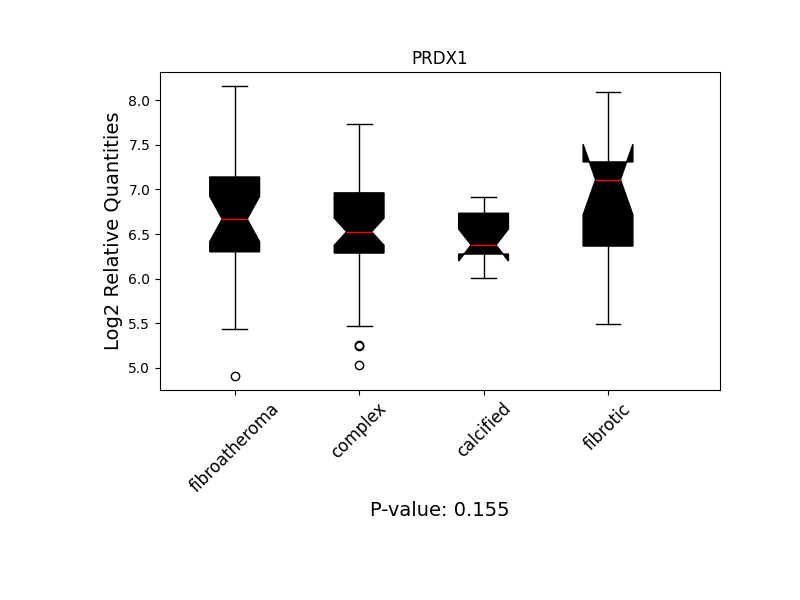 PRDX1
Log2 Relative Quantities
8.0
7.5
7.0
6.5
6.0
5.5
5.0
fibroatheroma
complex
calcified
fibrotic
P-value: 0.155